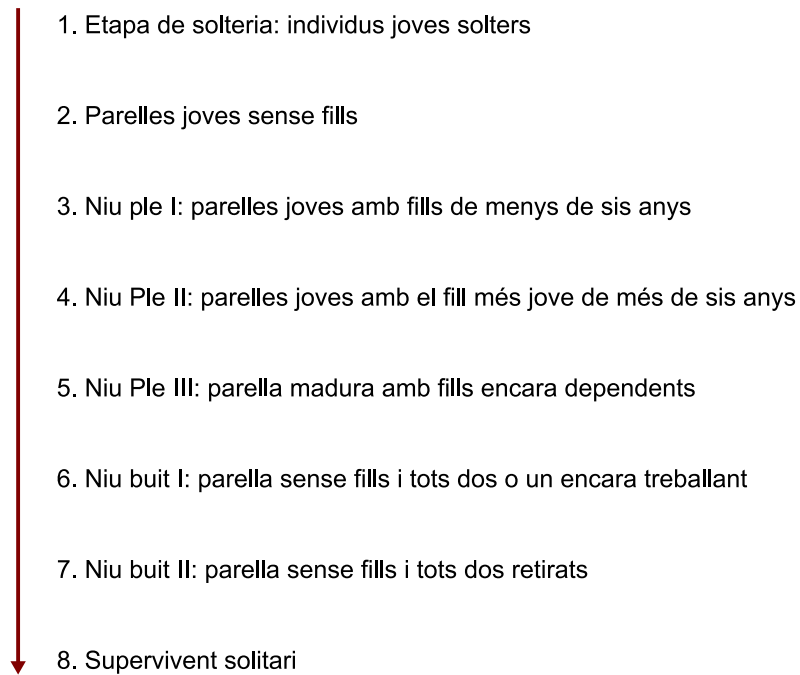 1. Etapa de solteria: individus joves solters
2. Parelles joves sense fills
3. Niu ple I: parelles joves amb fills de menys de sis anys
4. Niu Ple II: parelles joves amb el fill més jove de més de sis anys
5. Niu Ple III: parella madura amb fills encara dependents
6. Niu buit I: parella sense fills i tots dos o un encara treballant
7. Niu buit II: parella sense fills i tots dos retirats
8. Supervivent solitari